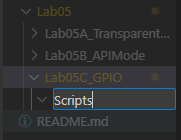 Lab05
Lab05A_Transparent...
Lab05B_APIMode
Lab05C_GPIO
Scripts
README.md